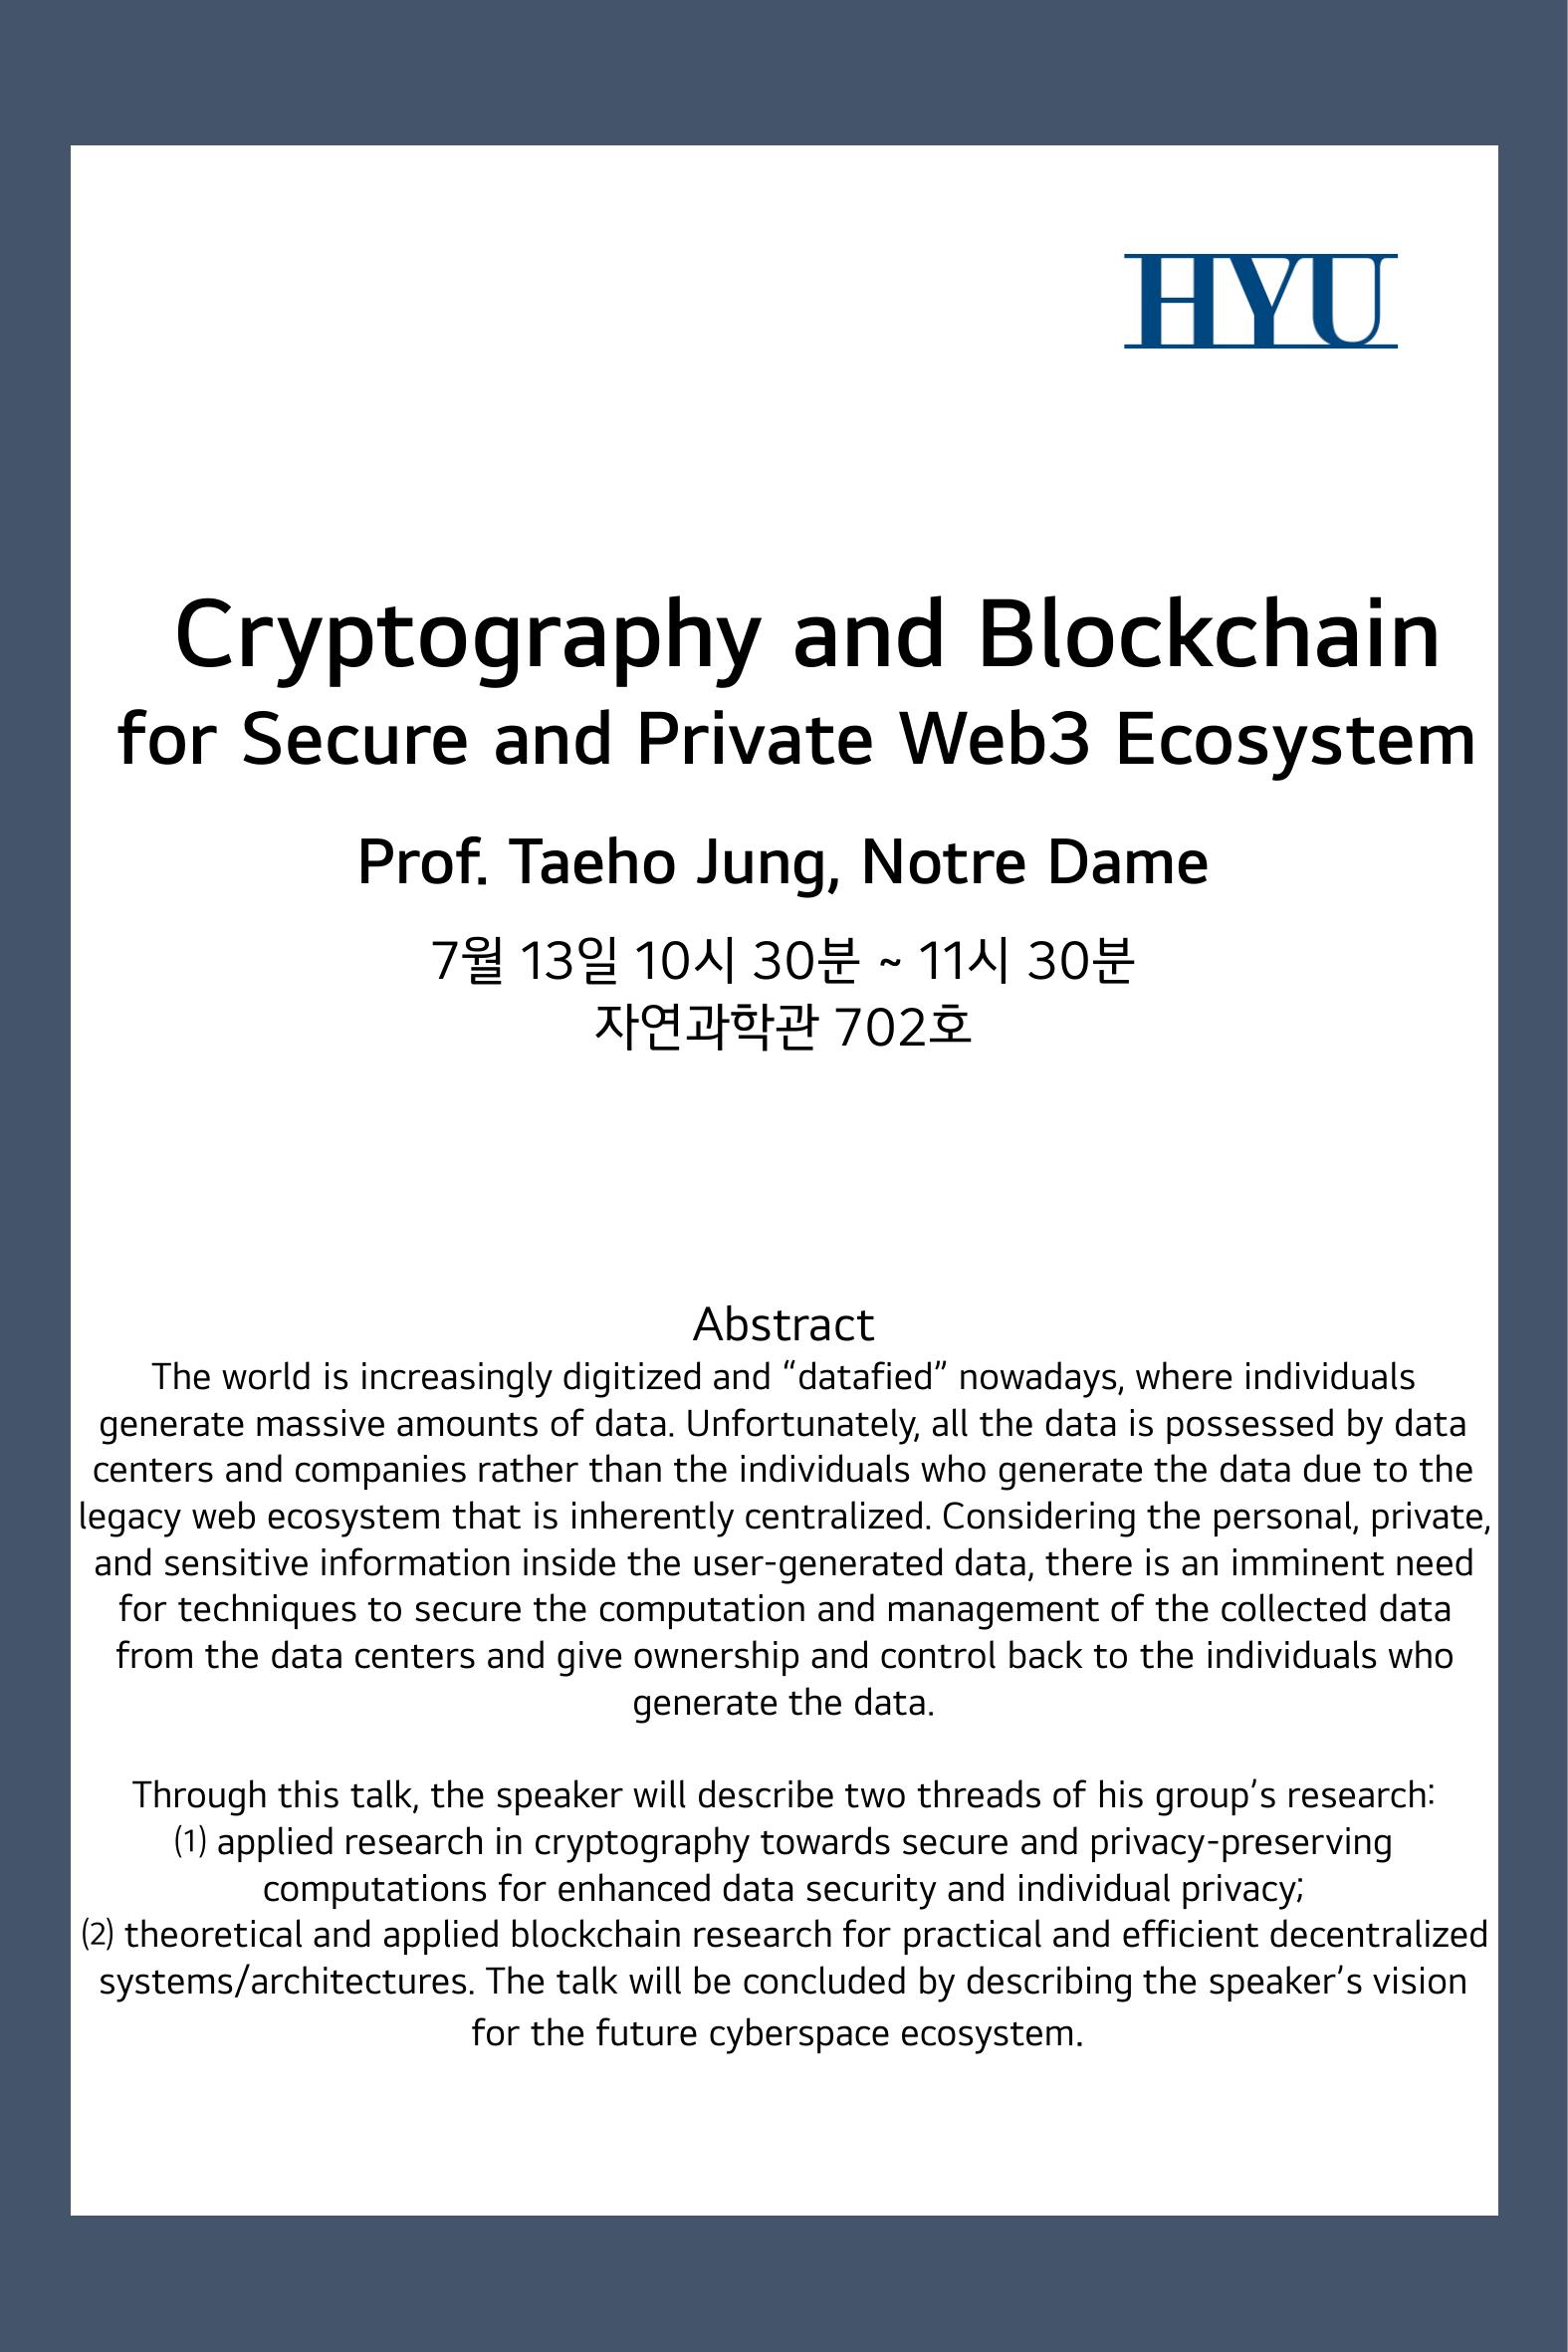 HYU
Cryptography and Blockchain
for Secure and Private Web3 Ecosystem
Prof. Taeho Jung, Notre Dame
7월 13일 10시 30분 ~ 11시 30분
자연과학관 702호
Abstract
The world is increasingly digitized and “datafied” nowadays, where individuals
generate massive amounts of data. Unfortunately, all the data is possessed by data
centers and companies rather than the individuals who generate the data due to the
legacy web ecosystem that is inherently centralized. Considering the personal, private,
and sensitive information inside the user-generated data, there is an imminent need
for techniques to secure the computation and management of the collected data
from the data centers and give ownership and control back to the individuals who
generate the data.
Through this talk, the speaker will describe two threads of his group’s research:
(1) applied research in cryptography towards secure and privacy-preserving
computations for enhanced data security and individual privacy;
(2) theoretical and applied blockchain research for practical and efficient decentralized
systems/architectures. The talk will be concluded by describing the speaker’s vision
for the future cyberspace ecosystem.